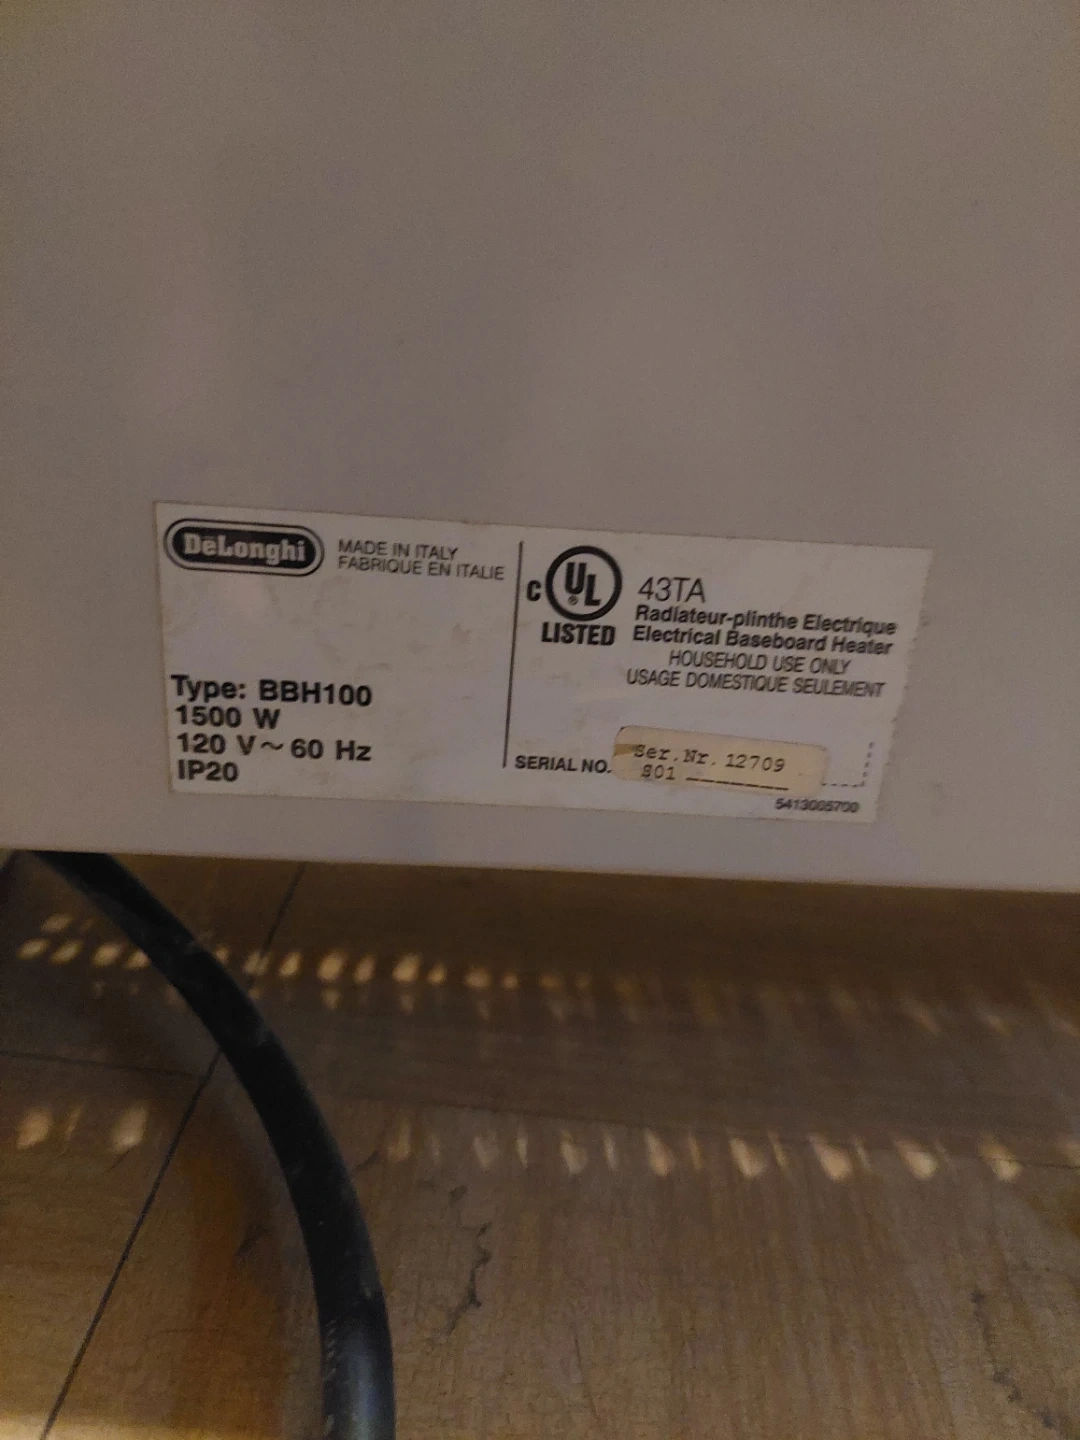 DeLonghi
MADE IN ITALY
FABRIQUE EN ITALIE
Type: BBH100
1500 W
120 V~60 Hz
IP20
C UL ® LISTED
43TA
Radiateur-plinthe Electrique
Electrical Baseboard Heater
HOUSEHOLD USE ONLY
USAGE DOMESTIQUE SEULEMENT
SERIAL NO.
Ser.Nr. 12709
S01
5413005700